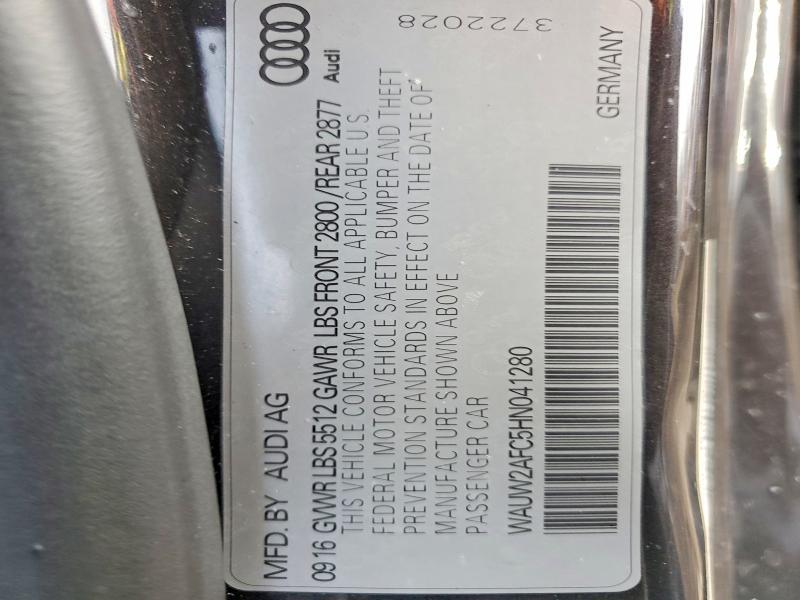 MFD. BY AUDI AG
09 16 GVWR LBS 5512 GAWR LBS FRONT 2800 /REAR 2877
Audi
THIS VEHICLE CONFORMS TO ALL APPLICABLE U.S.
FEDERAL MOTOR VEHICLE SAFETY, BUMPER AND THEFT
PREVENTION STANDARDS IN EFFECT ON THE DATE OF
MANUFACTURE SHOWN ABOVE
PASSENGER CAR
WAUW2AFC5HN041280
3722028
GERMANY